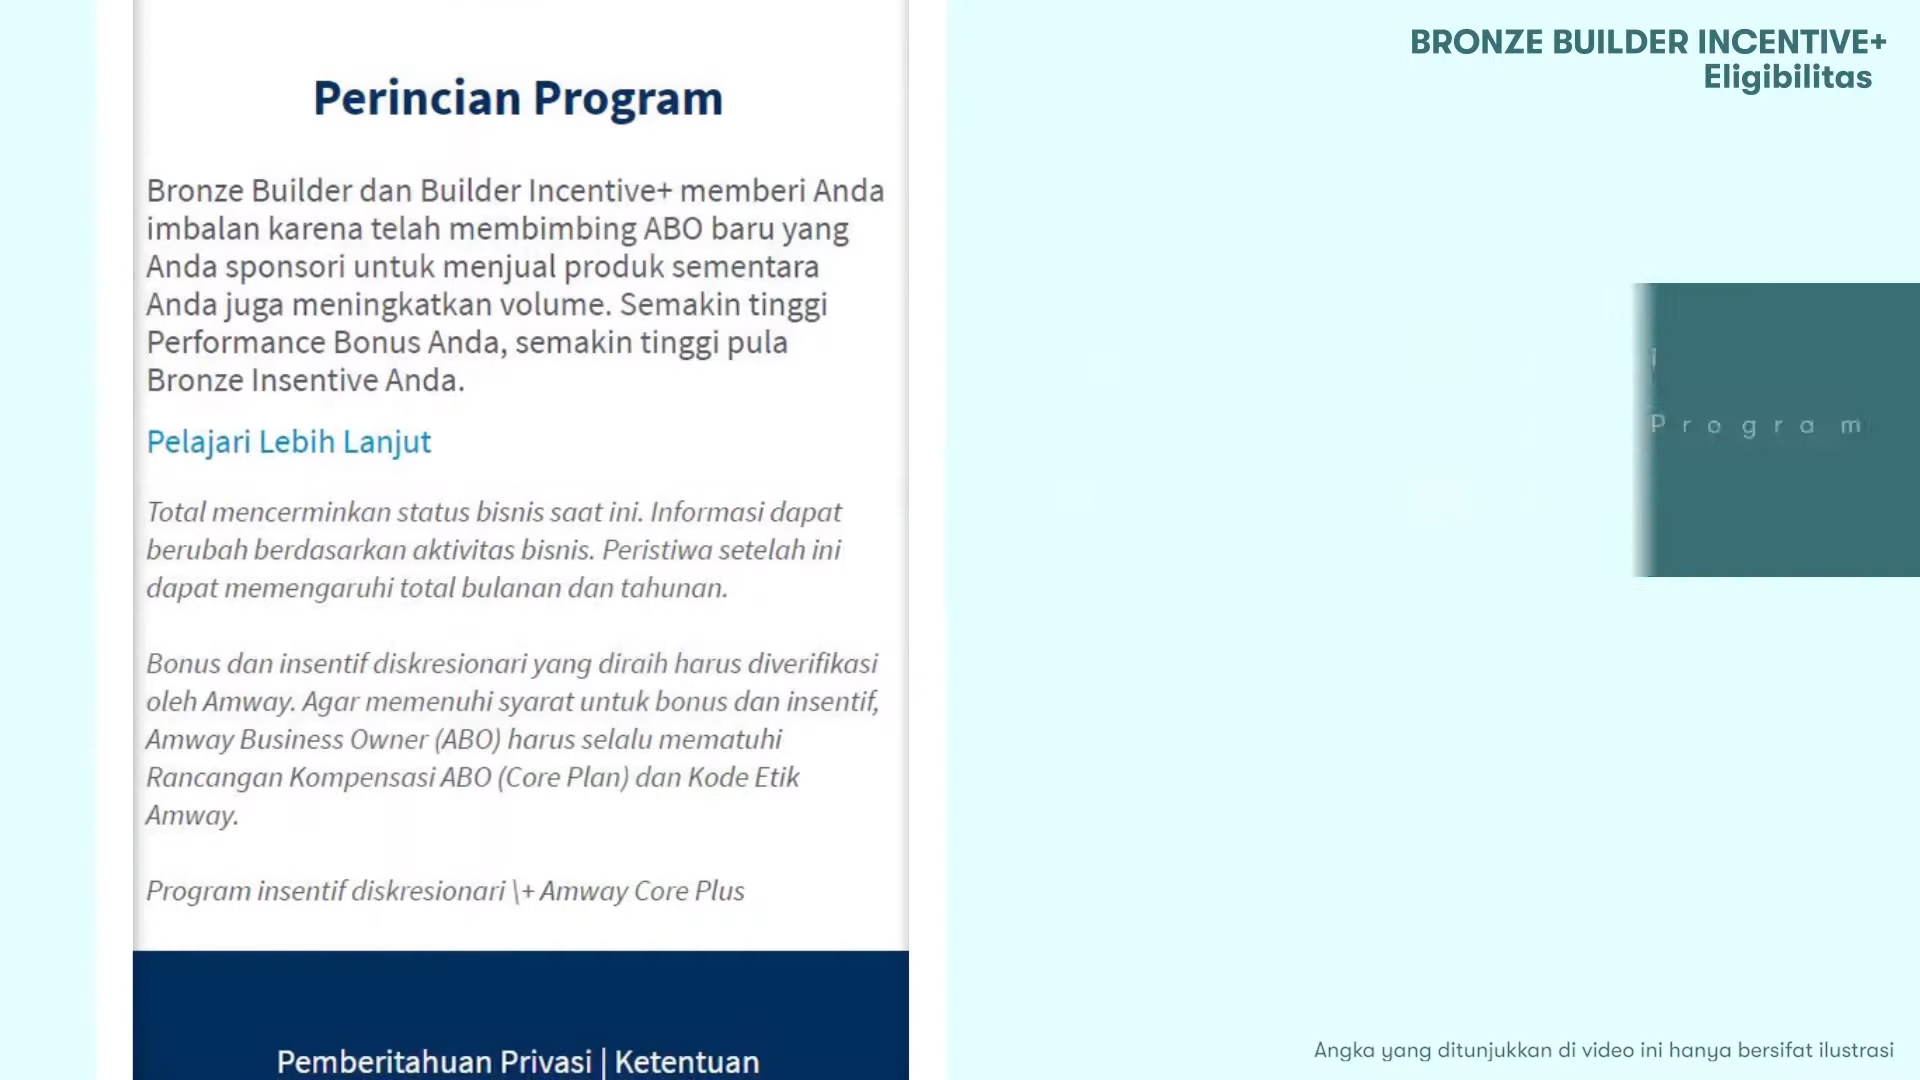 BRONZE BUILDER INCENTIVE+
Eligibilitas
Perincian Program
Bronze Builder dan Builder Incentive+ memberi Anda
imbalan karena telah membimbing ABO baru yang
Anda sponsori untuk menjual produk sementara
Anda juga meningkatkan volume. Semakin tinggi
Performance Bonus Anda, semakin tinggi pula
Bronze Insentive Anda.
Pelajari Lebih Lanjut
Total mencerminkan status bisnis saat ini. Informasi dapat
berubah berdasarkan aktivitas bisnis. Peristiwa setelah ini
dapat memengaruhi total bulanan dan tahunan.
Bonus dan insentif diskresionari yang diraih harus diverifikasi
oleh Amway. Agar memenuhi syarat untuk bonus dan insentif,
Amway Business Owner (ABO) harus selalu mematuhi
Rancangan Kompensasi ABO (Core Plan) dan Kode Etik
Amway.
Program insentif diskresionari \+ Amway Core Plus
Pemberitahuan Privasi | Ketentuan
Program
Angka yang ditunjukkan di video ini hanya bersifat ilustrasi